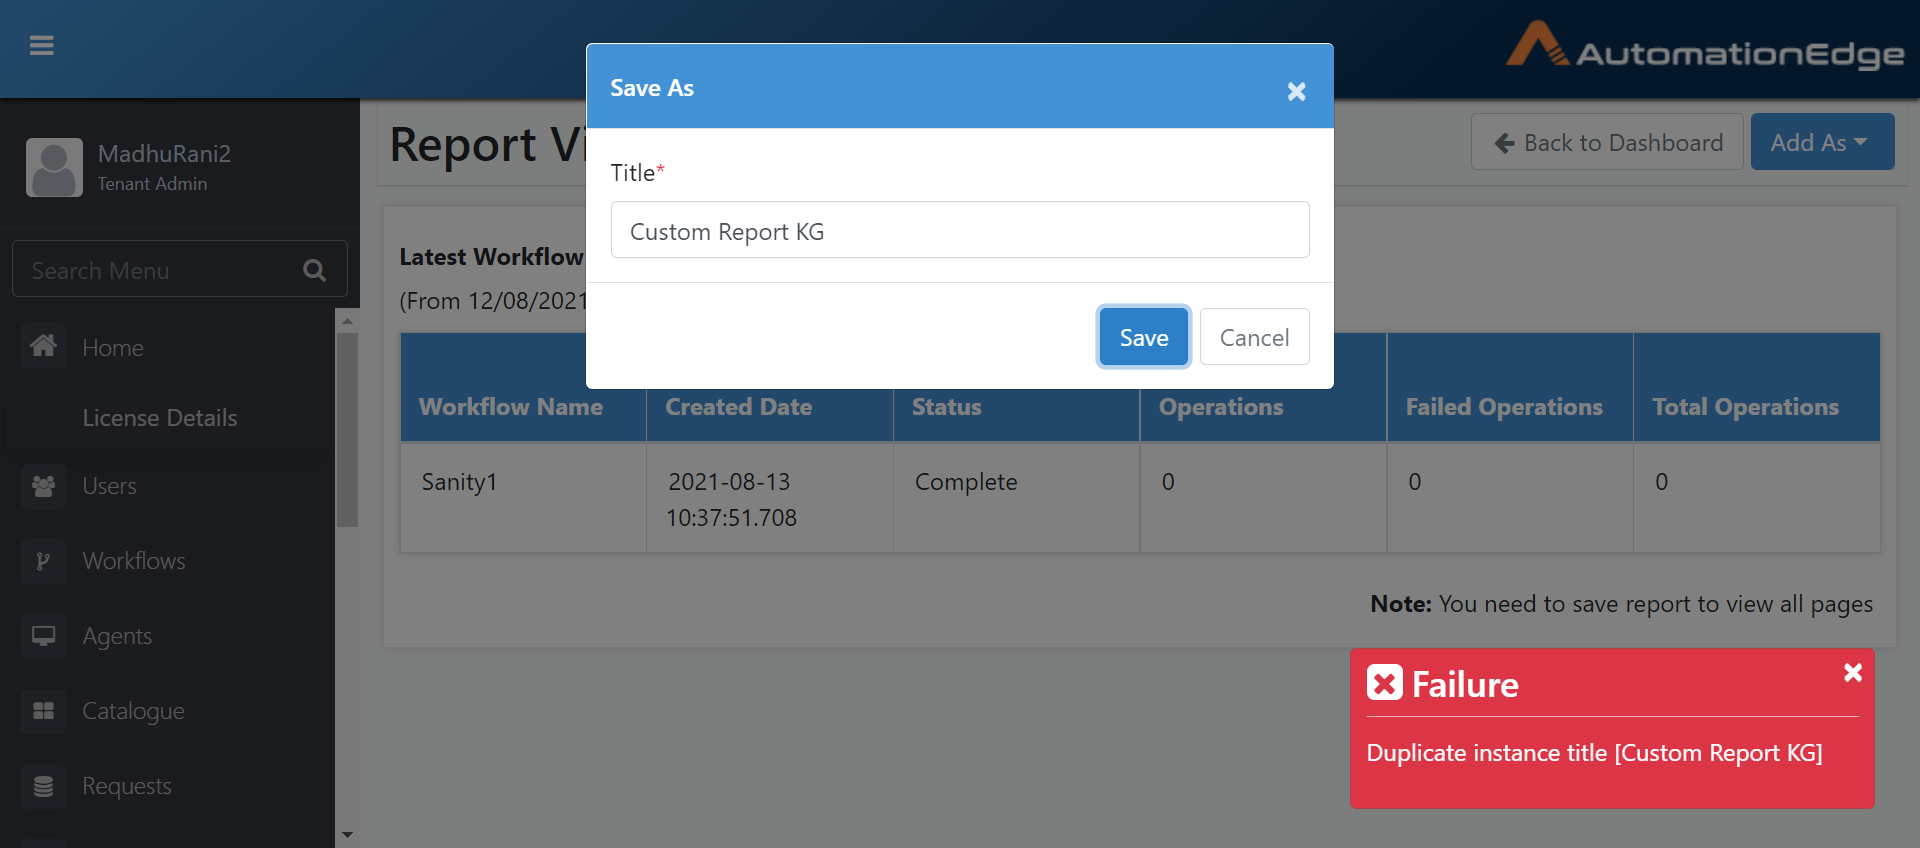 AutomationEdge
Save As
MadhuRani2
Tenant Admin
Report Vi
Back to Dashboard
Add As
Title*
Custom Report KG
Search Menu
Latest Workflow
(From 12/08/2021
Save
Cancel
Home
License Details
Users
Workflows
Agents
Catalogue
Requests
Workflow Name Created Date Status Operations Failed Operations Total Operations
Sanity1 2021-08-13 Complete 0 0 0
10:37:51.708
Note: You need to save report to view all pages
Failure
Duplicate instance title [Custom Report KG]